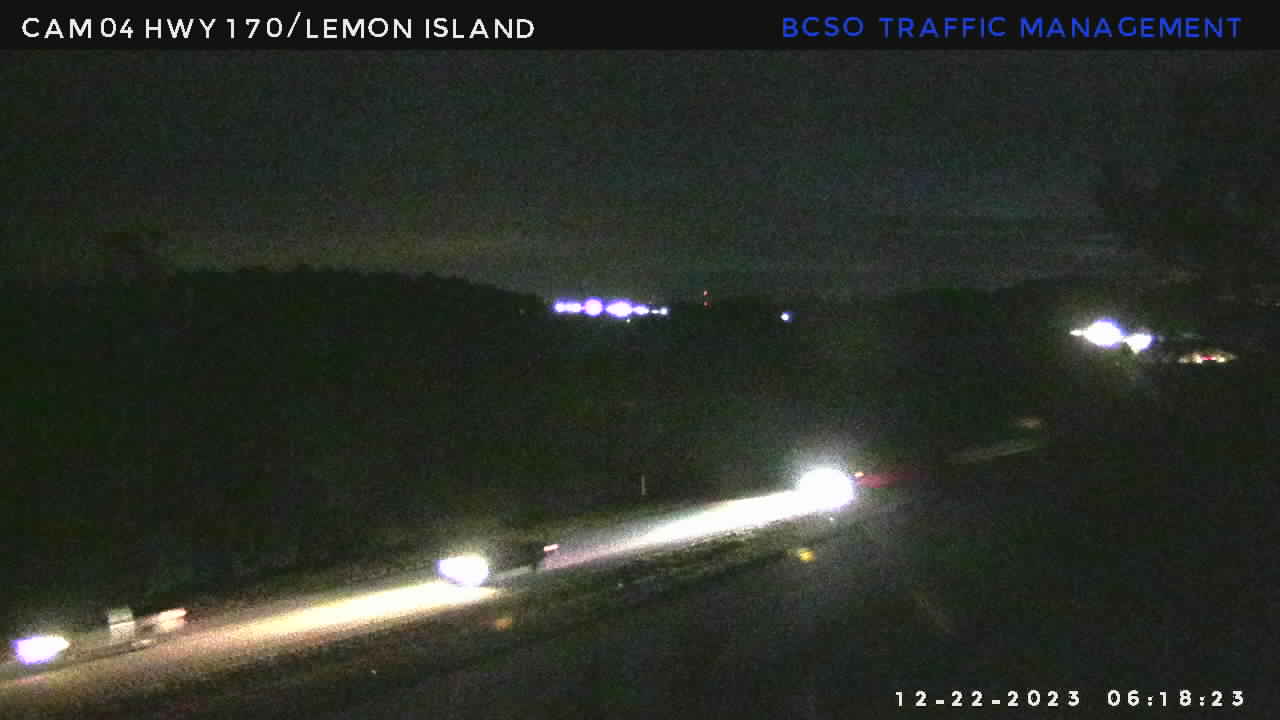 CAM04 HWY 170/LEMON ISLAND
BCSO TRAFFIC MANAGEMENT
12-22-2023 06:18:23